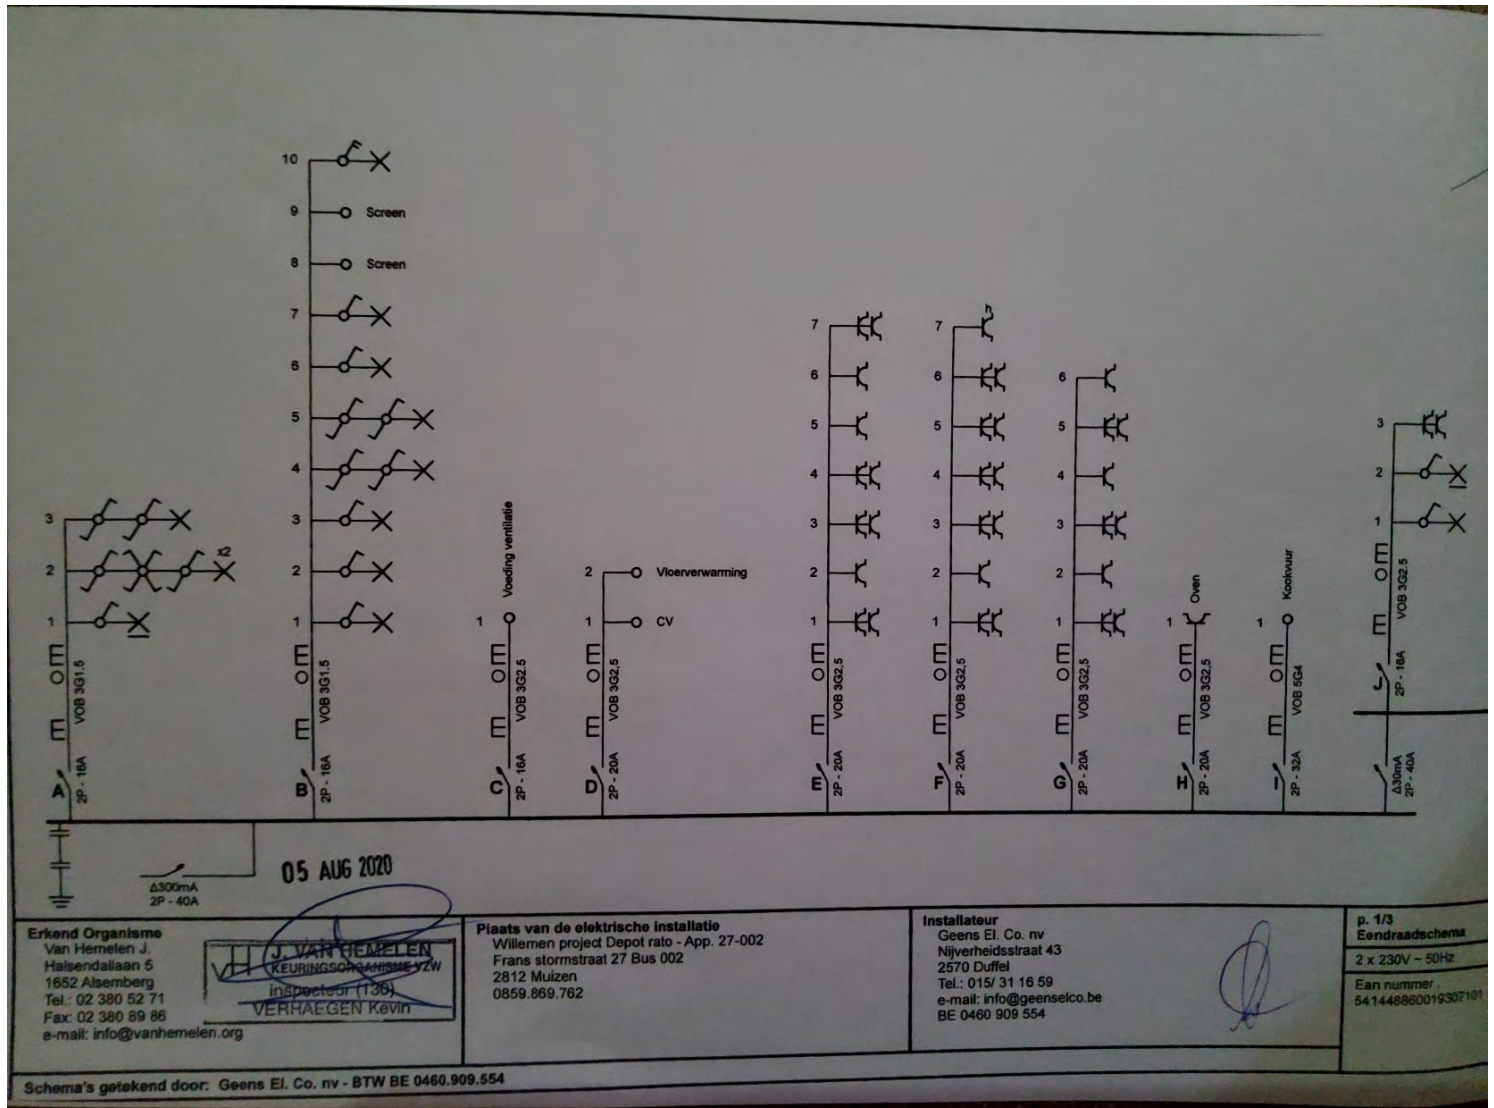 10
9 Screen
8 Screen
7
6
5
4
3
2
1
VOB 3G1.5
B
2P - 16A
3
2 x2
1
VOB 3G1.5
A
2P - 16A
Voeding ventilatie
1
VOB 3G2.5
C
2P - 16A
2 Vloerverwarming
1 CV
VOB 3G2,5
D
2P - 20A
7
6
5
4
3
2
1
VOB 3G2,5
E
2P - 20A
h
7
6
5
4
3
2
1
VOB 3G2,5
F
2P - 20A
6
5
4
3
2
1
VOB 3G2,5
G
2P - 20A
Oven
1
VOB 3G2,5
H
2P - 20A
Kookvuur
1
VOB 5G4
I
2P - 32A
3
2
1
VOB 3G2.5
J
2P - 16A
Δ30mA
2P - 40A
Δ300mA
2P - 40A
05 AUG 2020
Erkend Organisme
Van Hemelen J.
Halsendallaan 5
1652 Alsemberg
Tel.: 02 380 52 71
Fax: 02 380 89 86
e-mail: info@vanhemelen.org
VH J. VAN HEMELEN
KEURINGSORGANISME VZW
inspecteur (130)
VERHAEGEN Kevin
Plaats van de elektrische installatie
Willemen project Depot rato - App. 27-002
Frans stormstraat 27 Bus 002
2812 Muizen
0859.869.762
Installateur
Geens El. Co. nv
Nijverheidsstraat 43
2570 Duffel
Tel.: 015/ 31 16 59
e-mail: info@geenselco.be
BE 0460 909 554
p. 1/3
Eendraadschema
2 x 230V ~ 50Hz
Ean nummer .
541448860019307101
Schema's getekend door: Geens El. Co. nv - BTW BE 0460.909.554